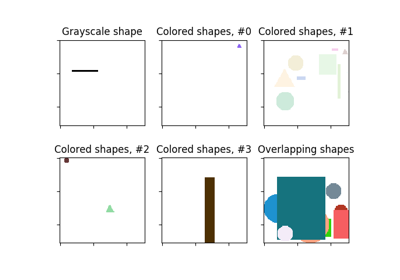 Grayscale shape
Colored shapes, #0
Colored shapes, #1
Colored shapes, #2
Colored shapes, #3
Overlapping shapes